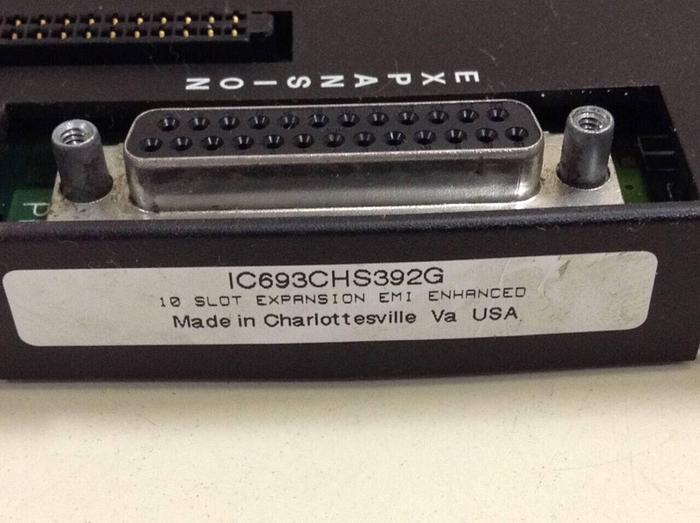 EXPANSION
P
IC693CHS392G
10 SLOT EXPANSION EMI ENHANCED
Made in Charlottesville Va USA